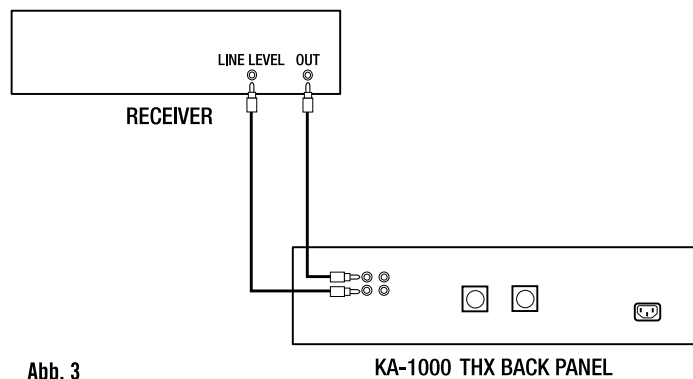 LINE LEVEL OUT
RECEIVER
Abb. 3
KA-1000 THX BACK PANEL